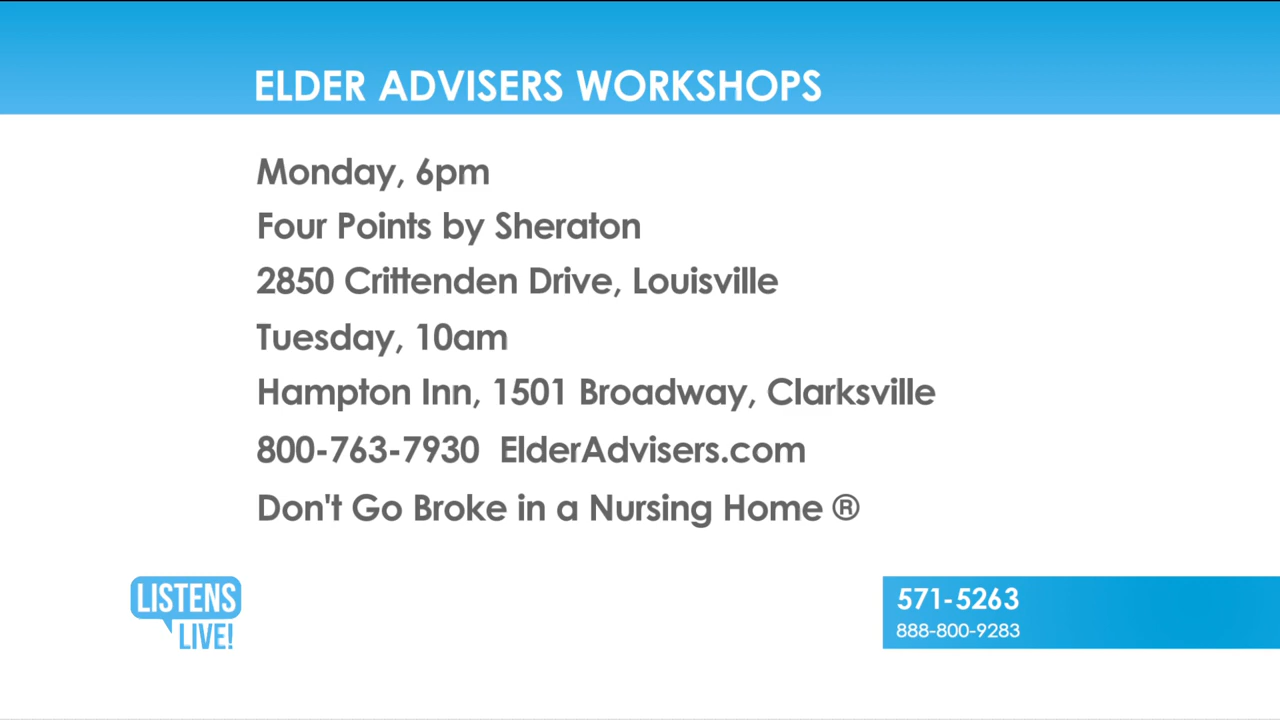 ELDER ADVISERS WORKSHOPS
Monday, 6pm
Four Points by Sheraton
2850 Crittenden Drive, Louisville
Tuesday, 10am
Hampton Inn, 1501 Broadway, Clarksville
800-763-7930 ElderAdvisers.com
Don't Go Broke in a Nursing Home ®
LISTENS
LIVE!
571-5263
888-800-9283